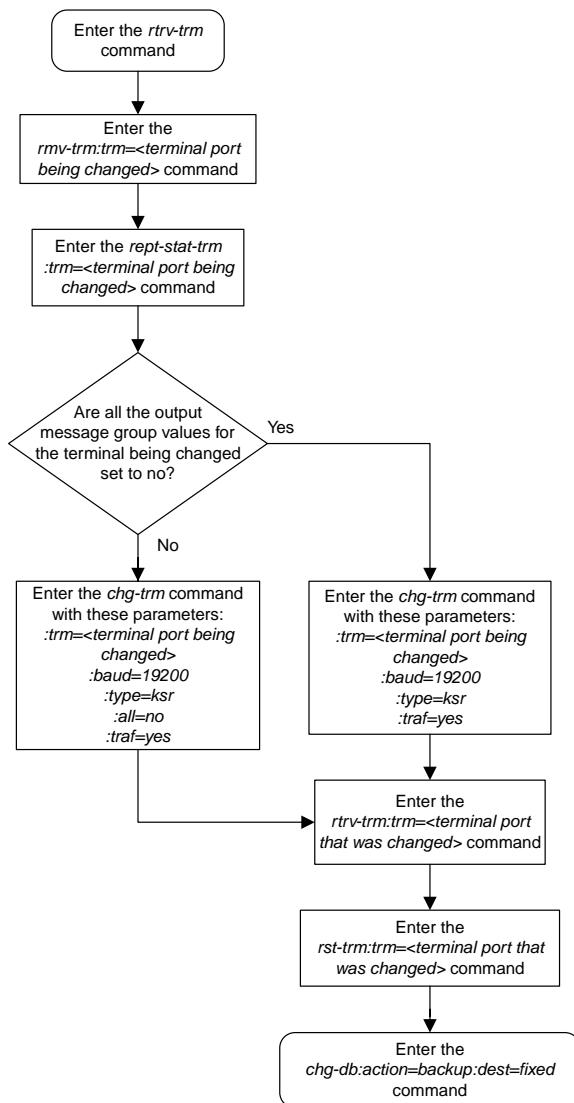 Enter the rtrv-trm
command
Enter the
rmv-trm:trm=<terminal port
being changed> command
Enter the rept-stat-trm
:trm=<terminal port being
changed> command
Are all the output
message group values for
the terminal being changed
set to no?
Yes
No
Enter the chg-trm command
with these parameters:
:trm=<terminal port being
changed>
:baud=19200
:type=ksr
:all=no
:traf=yes
Enter the chg-trm command
with these parameters:
:trm=<terminal port being
changed>
:baud=19200
:type=ksr
:traf=yes
Enter the
rtrv-trm:trm=<terminal port
that was changed> command
Enter the
rst-trm:trm=<terminal port that
was changed> command
Enter the
chg-db:action=backup:dest=fixed
command